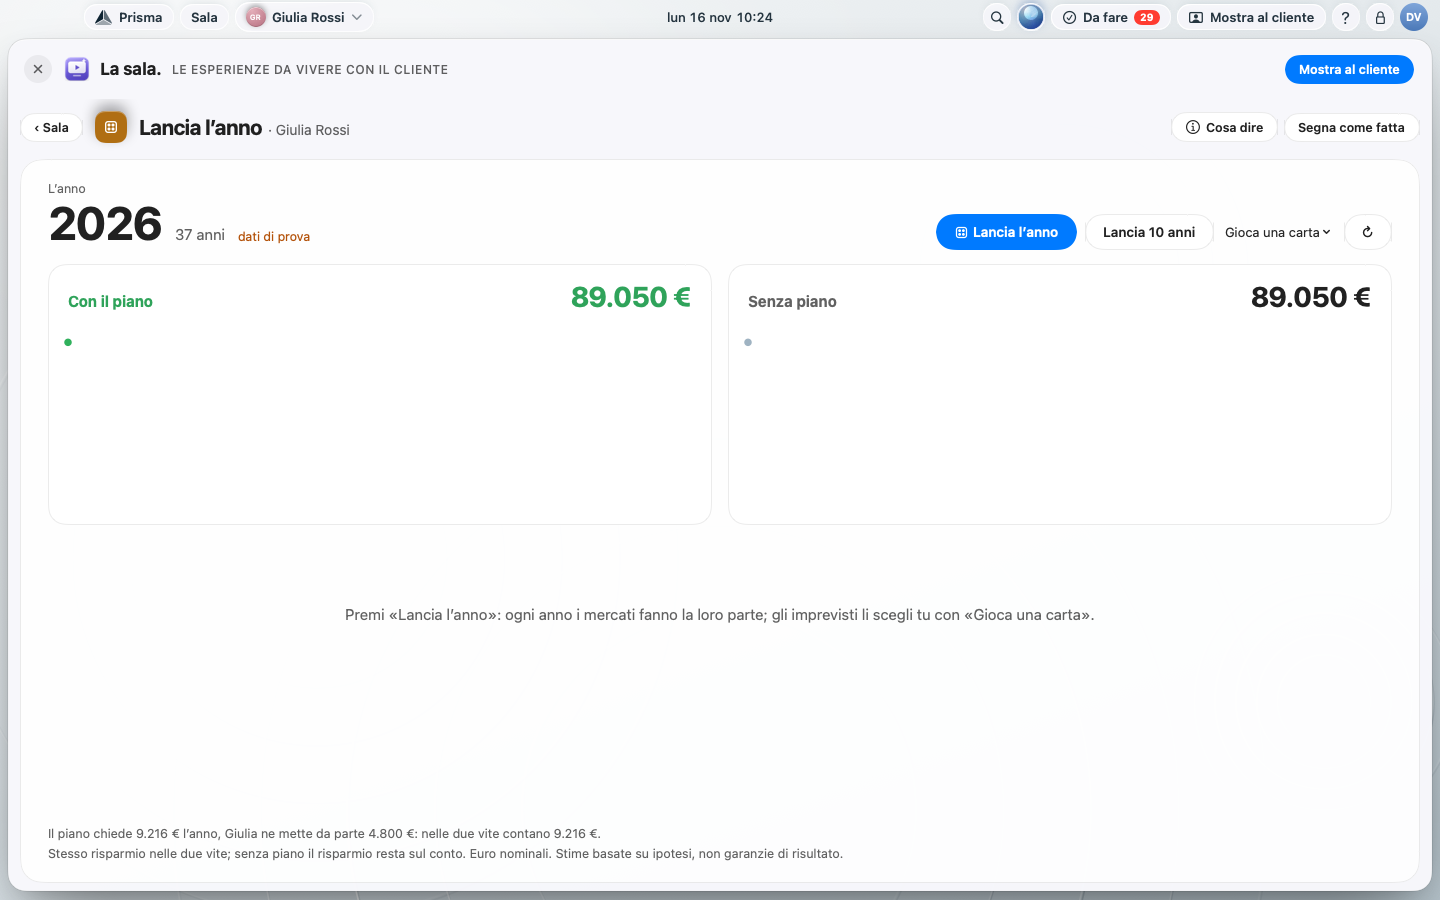 Prisma
Sala
GR Giulia Rossi
lun 16 nov 10:24
Da fare 29
Mostra al cliente
?
DV
La sala. LE ESPERIENZE DA VIVERE CON IL CLIENTE
Mostra al cliente
‹ Sala
Lancia l’anno · Giulia Rossi
Cosa dire
Segna come fatta
L’anno
2026 37 anni dati di prova
Lancia l’anno
Lancia 10 anni
Gioca una carta
Con il piano 89.050 €
Senza piano 89.050 €
Premi «Lancia l’anno»: ogni anno i mercati fanno la loro parte; gli imprevisti li scegli tu con «Gioca una carta».
Il piano chiede 9.216 € l’anno, Giulia ne mette da parte 4.800 €: nelle due vite contano 9.216 €.
Stesso risparmio nelle due vite; senza piano il risparmio resta sul conto. Euro nominali. Stime basate su ipotesi, non garanzie di risultato.